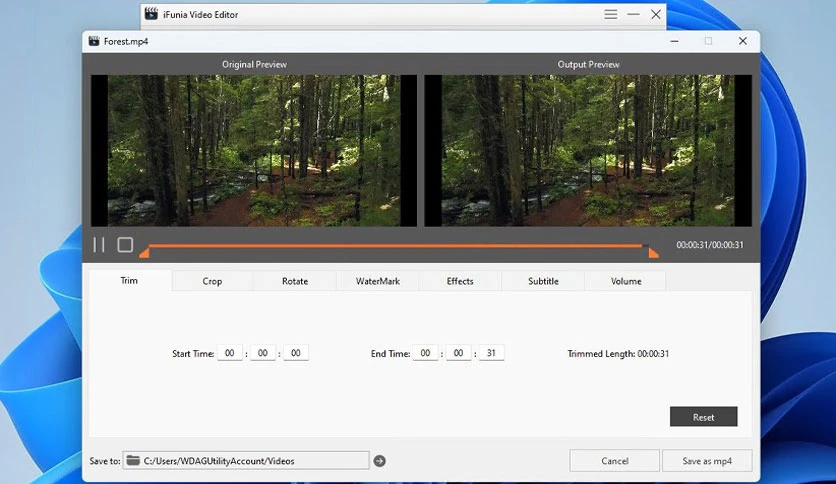 iFunia Video Editor
Forest.mp4
Original Preview
Output Preview
00:00:31/00:00:31
Trim
Crop
Rotate
WaterMark
Effects
Subtitle
Volume
Start Time: 00 : 00 : 00
End Time: 00 : 00 : 31
Trimmed Length: 00:00:31
Reset
Save to: C:/Users/WDAGUtilityAccount/Videos
Cancel
Save as mp4